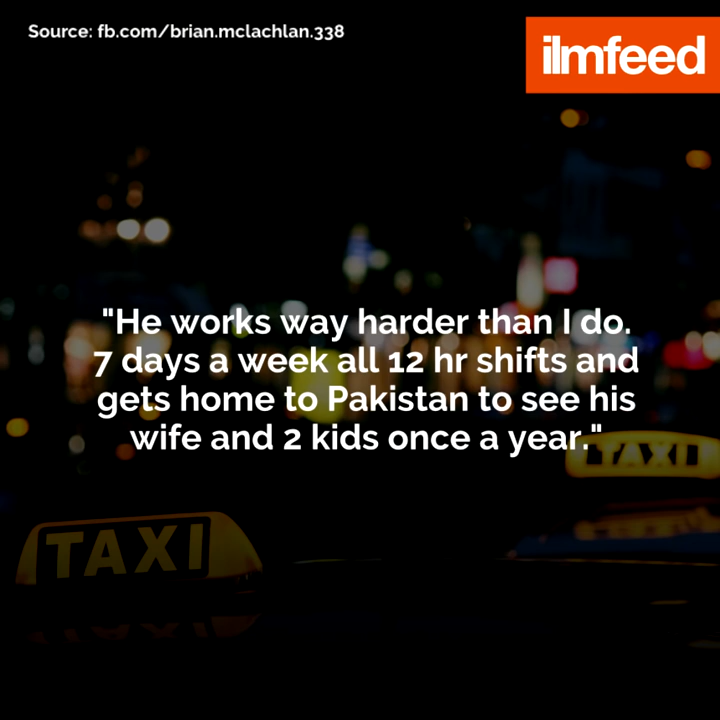 Source: fb.com/brian.mclachlan.338
ilmfeed
"He works way harder than I do.
7 days a week all 12 hr shifts and
gets home to Pakistan to see his
wife and 2 kids once a year."
TAXI
TAXI